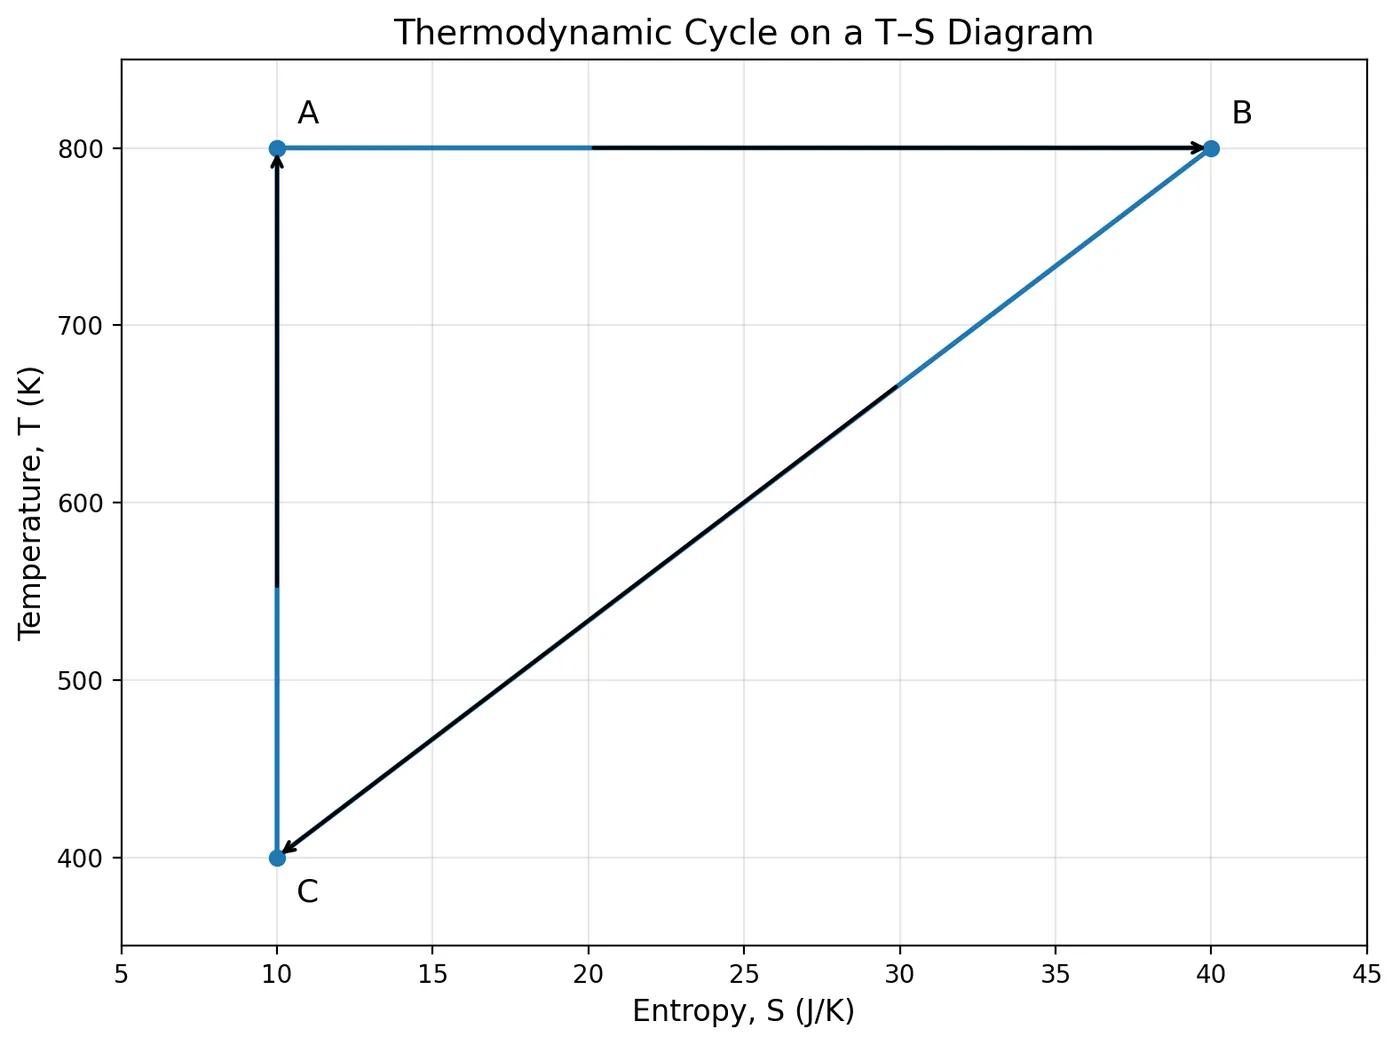 Thermodynamic Cycle on a T–S Diagram
A
B
800
700
600
500
400
C
Temperature, T (K)
5
10
15
20
25
30
35
40
45
Entropy, S (J/K)